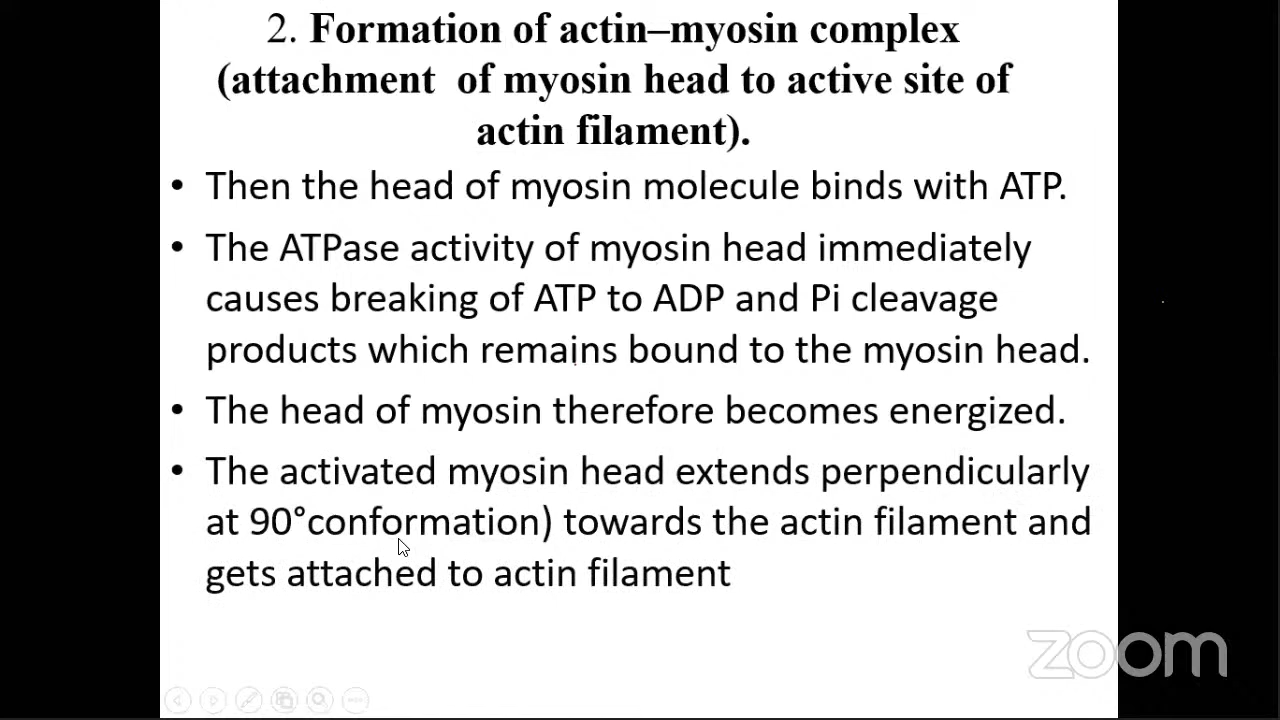 2. Formation of actin–myosin complex
(attachment of myosin head to active site of
actin filament).
• Then the head of myosin molecule binds with ATP.
• The ATPase activity of myosin head immediately
causes breaking of ATP to ADP and Pi cleavage
products which remains bound to the myosin head.
• The head of myosin therefore becomes energized.
• The activated myosin head extends perpendicularly
at 90°conformation) towards the actin filament and
gets attached to actin filament
zoom